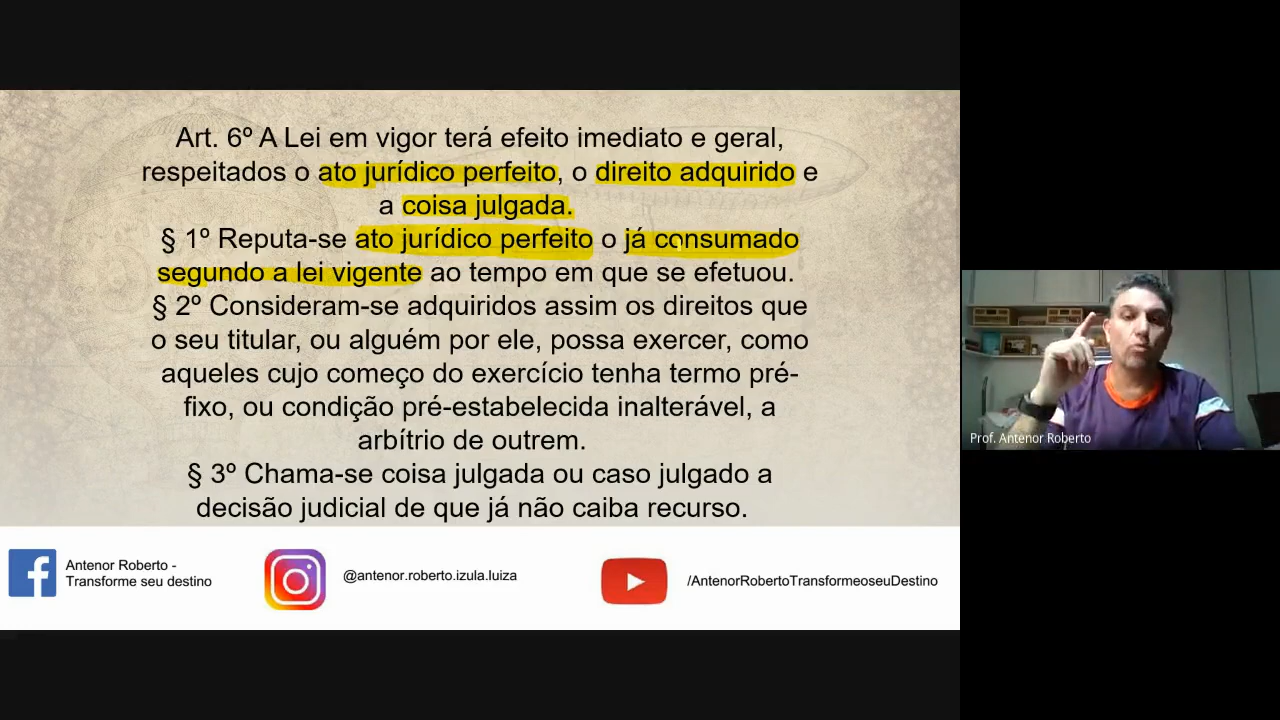 Art. 6º A Lei em vigor terá efeito imediato e geral,
respeitados o ato jurídico perfeito, o direito adquirido e
a coisa julgada.
§ 1º Reputa-se ato jurídico perfeito o já consumado
segundo a lei vigente ao tempo em que se efetuou.
§ 2º Consideram-se adquiridos assim os direitos que
o seu titular, ou alguém por ele, possa exercer, como
aqueles cujo começo do exercício tenha termo pré-
fixo, ou condição pré-estabelecida inalterável, a
arbítrio de outrem.
§ 3º Chama-se coisa julgada ou caso julgado a
decisão judicial de que já não caiba recurso.
Antenor Roberto -
Transforme seu destino
@antenor.roberto.izula.luiza
/AntenorRobertoTransformeoseuDestino
Prof. Antenor Roberto